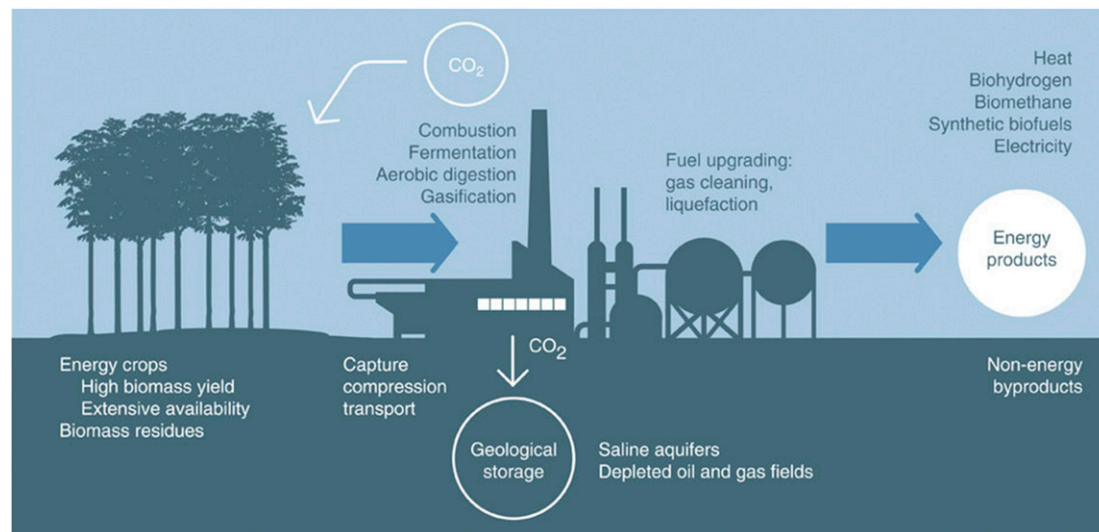 CO₂
Combustion
Fermentation
Aerobic digestion
Gasification
Fuel upgrading:
gas cleaning,
liquefaction
Heat
Biohydrogen
Biomethane
Synthetic biofuels
Electricity
Energy
products
Energy crops
High biomass yield
Extensive availability
Biomass residues
Capture
compression
transport
CO₂
Geological
storage
Saline aquifers
Depleted oil and gas fields
Non-energy
byproducts